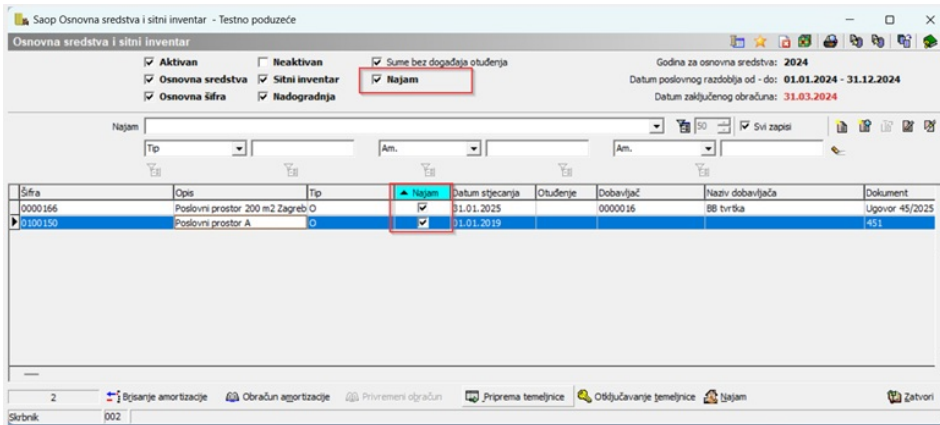 Saop Osnovna sredstva i sitni inventar - Testno poduzeće
Osnovna sredstva i sitni inventar
Aktivan Neaktivan Sume bez događaja otuđenja Godina za osnovna sredstva: 2024
Osnovna sredstva Sitni inventar Najam Datum poslovnog razdoblja od - do: 01.01.2024 - 31.12.2024
Osnovna šifra Nadogradnja Datum zaključenog obračuna: 31.03.2024
Najam 50 Svi zapisi
Tip Am. Am.
Šifra Opis Tip Najam Datum stjecanja Otuđenje Dobavljač Naziv dobavljača Dokument
0000166 Poslovni prostor 200 m2 Zagreb O 31.01.2025 0000016 BB tvrtka Ugovor 45/2025
0100150 Poslovni prostor A O 01.01.2019 451
2 Brisanje amortizacije Obračun amortizacije Privremeni obračun Priprema temeljnice Otključavanje temeljnice Najam Zatvori
Skrbnik 002